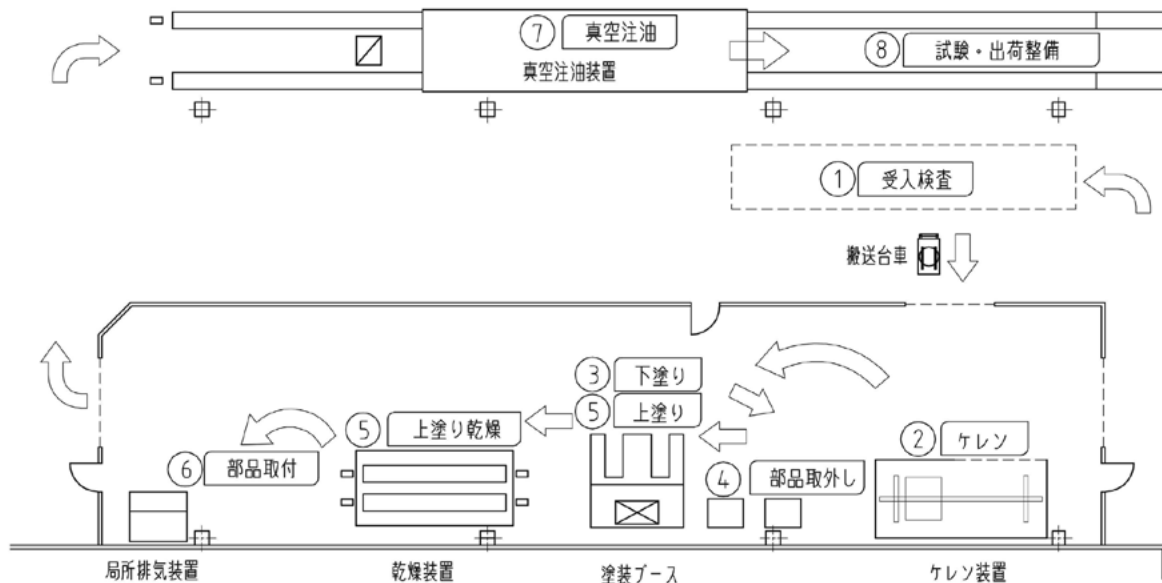 ⑦ 真空注油
真空注油装置
⑧ 試験・出荷整備
① 受入検査
搬送台車
③ 下塗り
⑤ 上塗り
⑤ 上塗り乾燥
② ケレン
⑥ 部品取付
④ 部品取外し
局所排気装置
乾燥装置
塗装ブース
ケレン装置